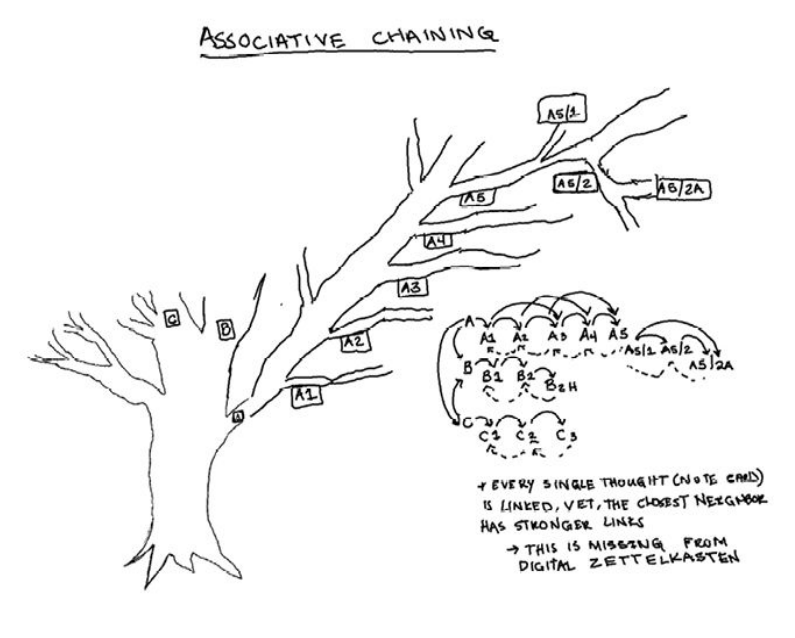 ASSOCIATIVE CHAINING
A5/1
A5/2 A5/2A
A5
A4
A3
C B
A2
A1
A
A A1 A2 A3 A4 A5 A5/1 A5/2 A5/2A
B B1 B2 B2H
C C1 C2 C3
* EVERY SINGLE THOUGHT (NOTE CARD)
IS LINKED, YET, THE CLOSEST NEIGHBOR
HAS STRONGER LINKS
→ THIS IS MISSING FROM
DIGITAL ZETTELKASTEN